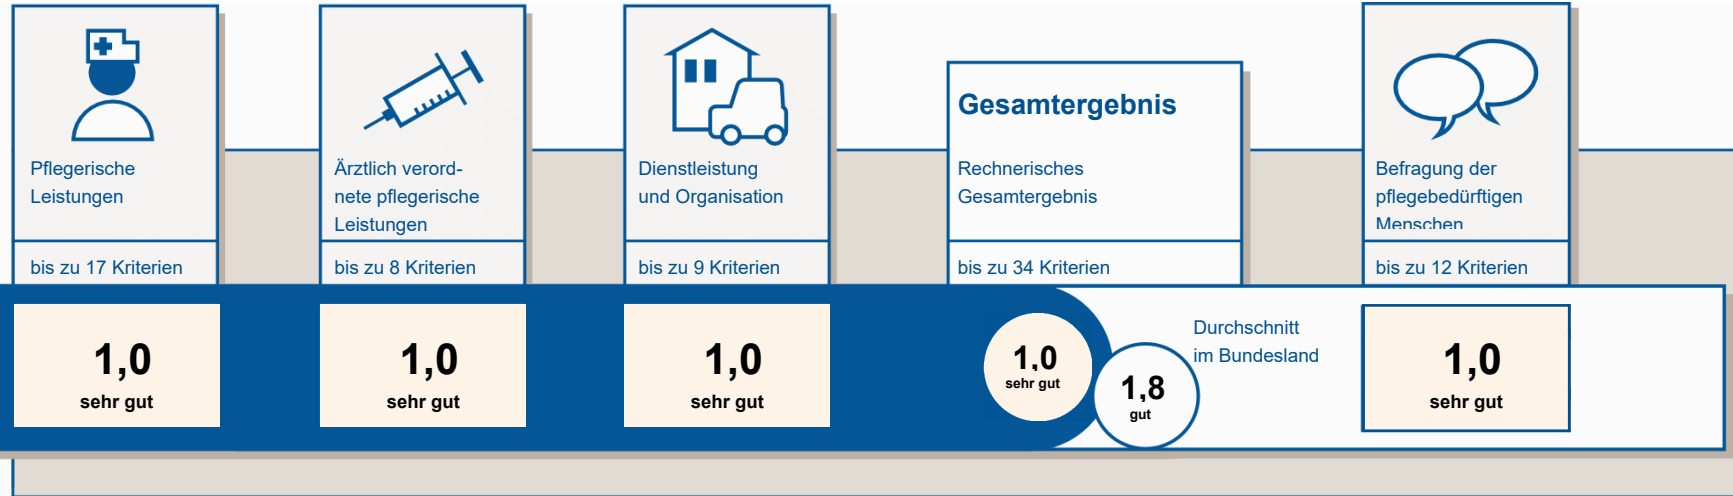 Pflegerische
Leistungen
bis zu 17 Kriterien
1,0
sehr gut
Ärztlich verord-
nete pflegerische
Leistungen
bis zu 8 Kriterien
1,0
sehr gut
Dienstleistung
und Organisation
bis zu 9 Kriterien
1,0
sehr gut
Gesamtergebnis
Rechnerisches
Gesamtergebnis
bis zu 34 Kriterien
1,0
sehr gut
1,8
gut
Durchschnitt
im Bundesland
Befragung der
pflegebedürftigen
Menschen
bis zu 12 Kriterien
1,0
sehr gut